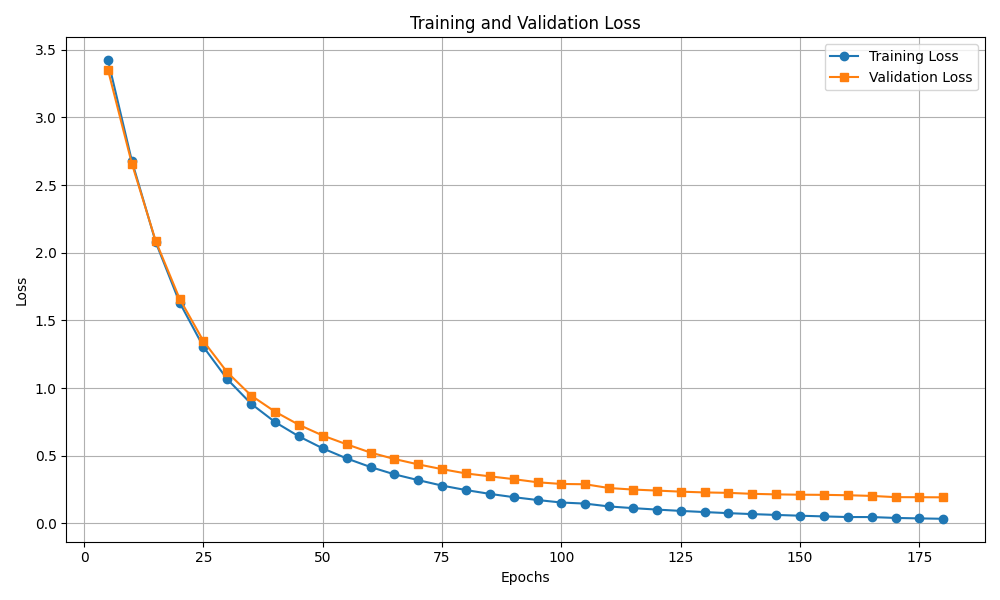 Training and Validation Loss
Training Loss
Validation Loss
3.5
3.0
2.5
2.0
1.5
1.0
0.5
0.0
Loss
0 25 50 75 100 125 150 175
Epochs